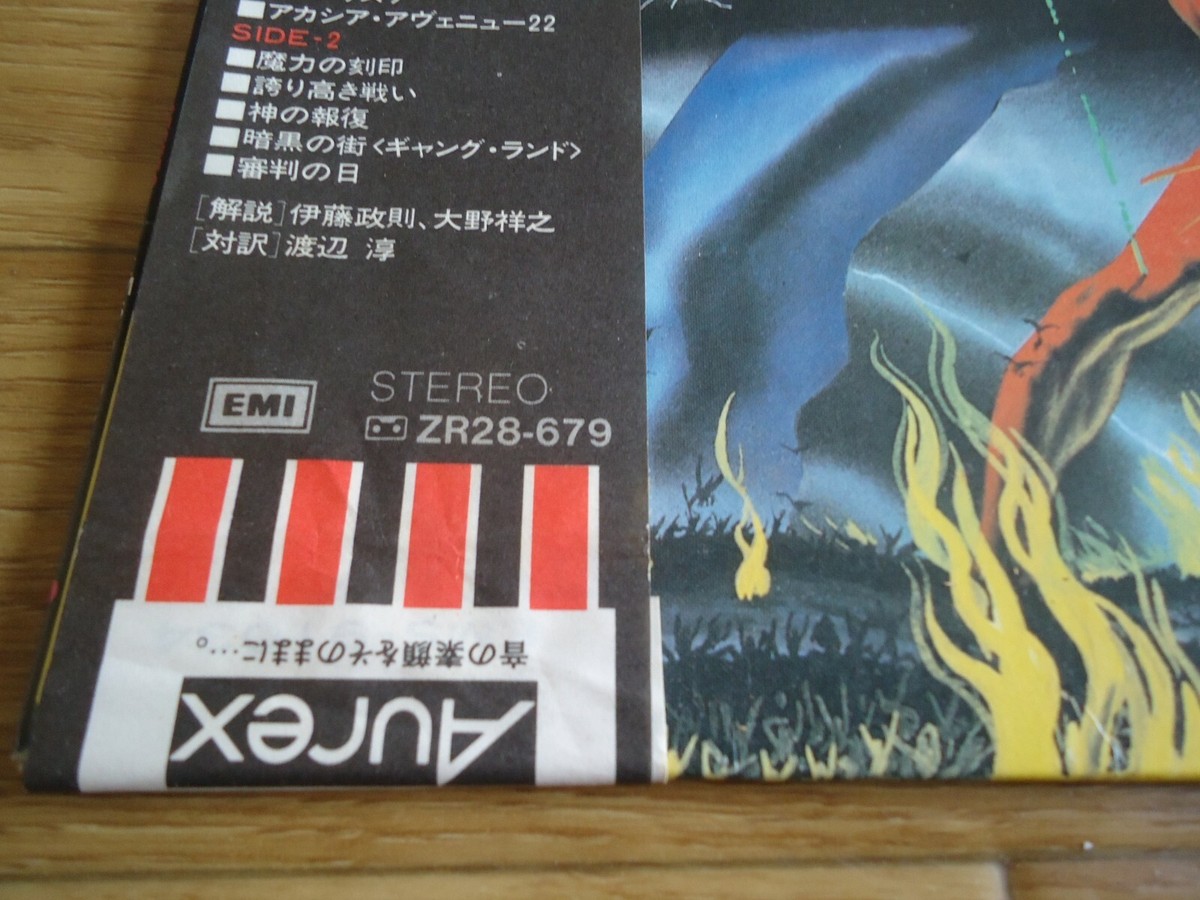 ■アカシア・アヴェニュー22
SIDE-2
■魔力の刻印
■誇り高き戦い
■神の報復
■暗黒の街〈ギャング・ランド〉
■審判の日
[解説]伊藤政則、大野祥之
[対訳]渡辺 淳
EMI
STEREO
ZR28-679
音の素顔をそのままに…。
Aurex